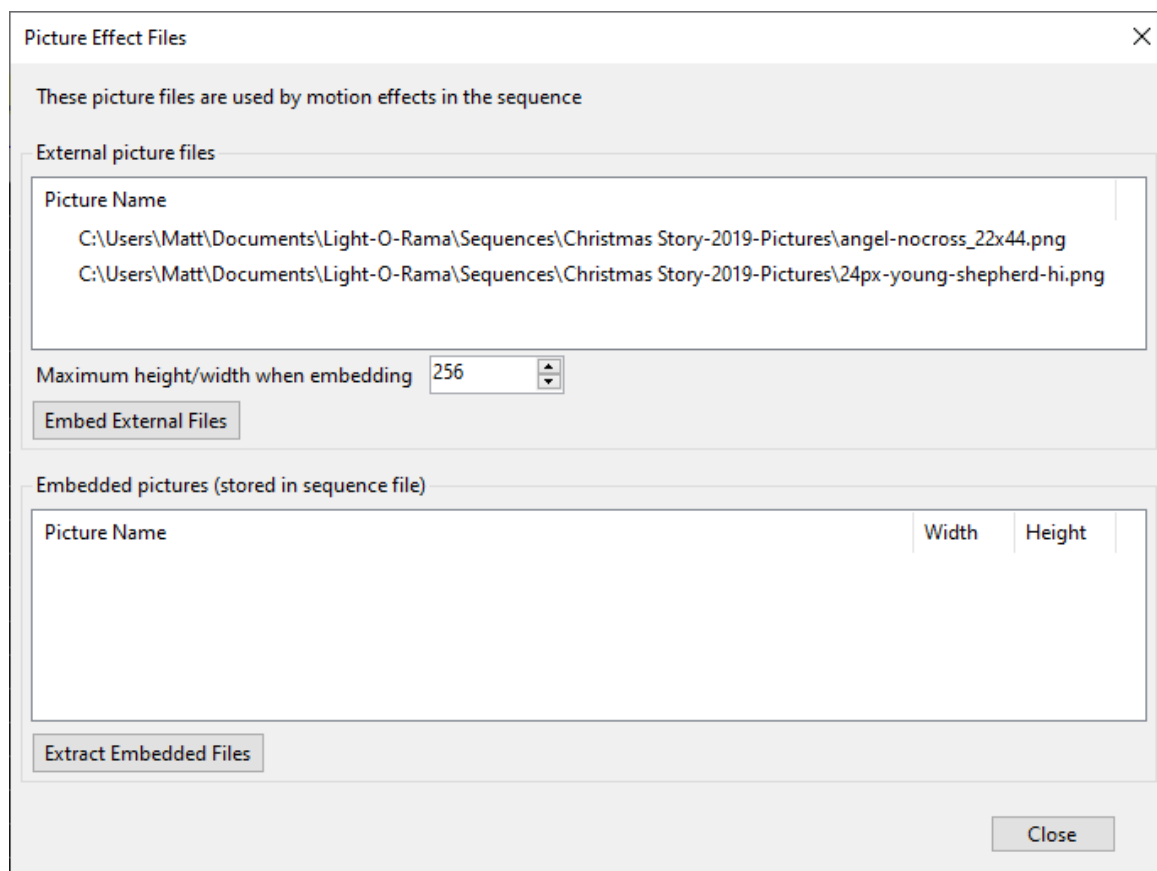 Picture Effect Files
These picture files are used by motion effects in the sequence
External picture files
Picture Name
C:\Users\Matt\Documents\Light-O-Rama\Sequences\Christmas Story-2019-Pictures\angel-nocross_22x44.png
C:\Users\Matt\Documents\Light-O-Rama\Sequences\Christmas Story-2019-Pictures\24px-young-shepherd-hi.png
Maximum height/width when embedding 256
Embed External Files
Embedded pictures (stored in sequence file)
Picture Name Width Height
Extract Embedded Files
Close